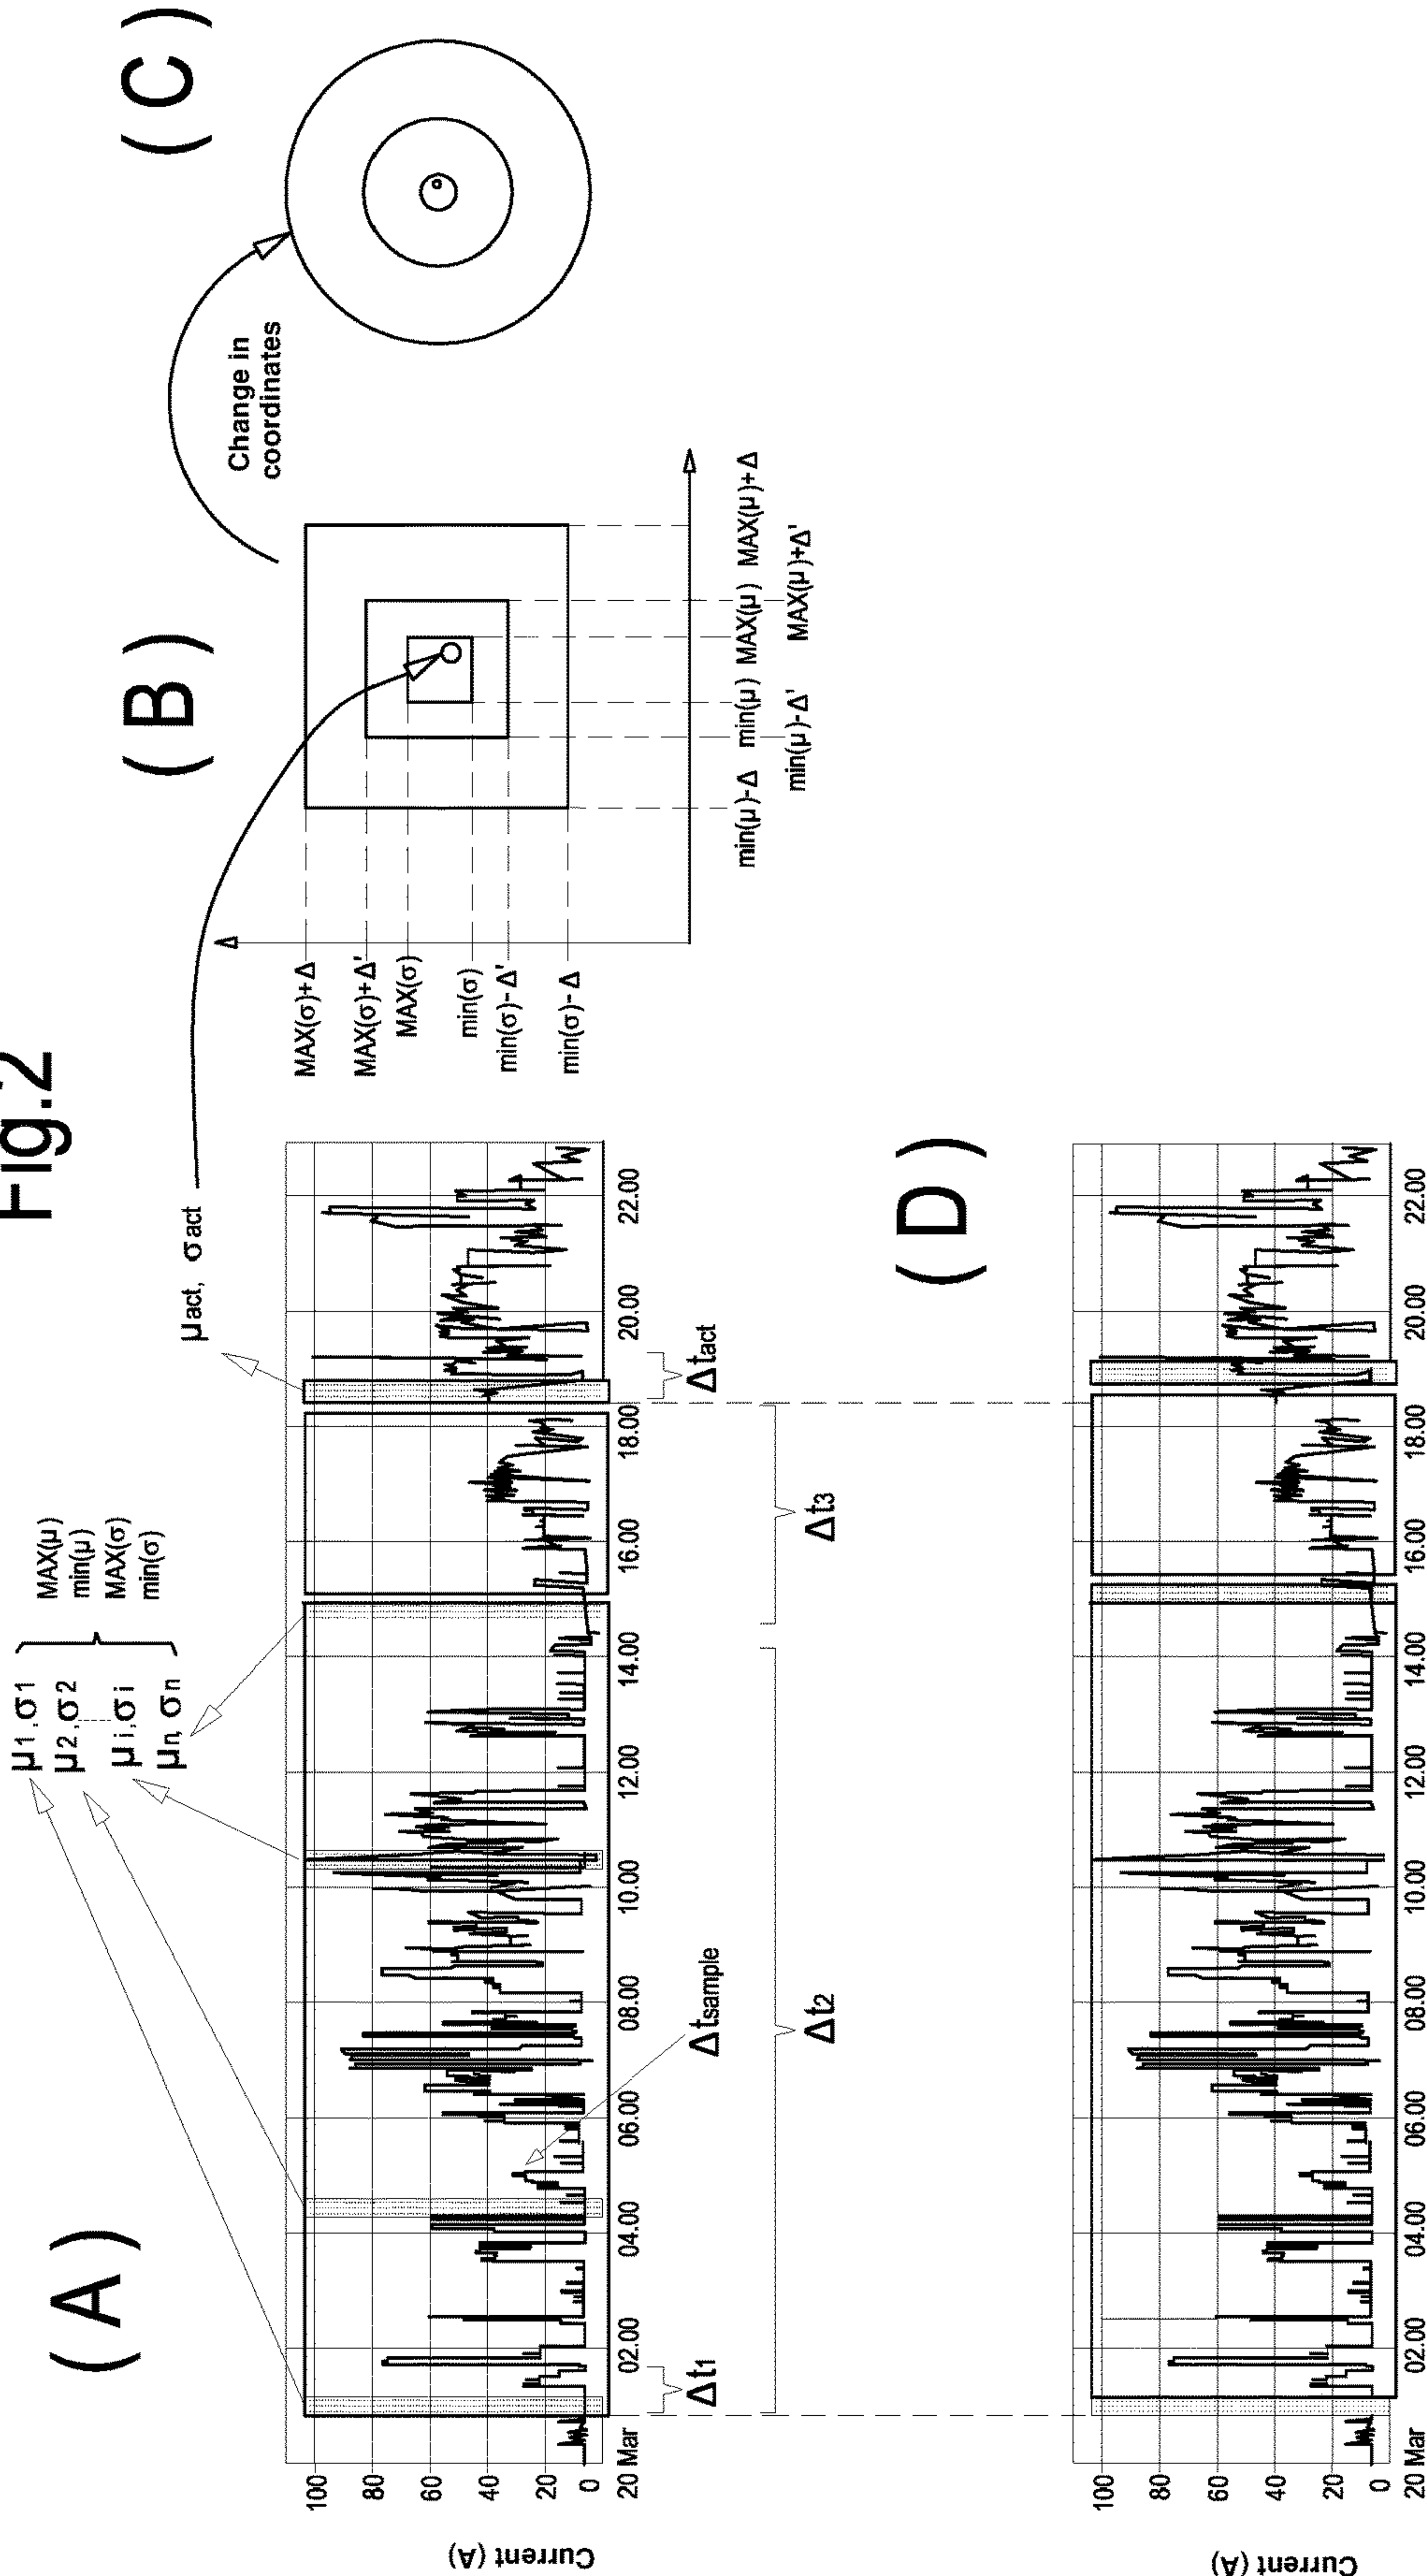 Fig.2
( A )
μ1,σ1
μ2,σ2
μi,σi
μn,σn
MAX(μ)
min(μ)
MAX(σ)
min(σ)
μact, σact
Current (A)
100
80
60
40
20
0
20 Mar
02.00
04.00
06.00
08.00
10.00
12.00
14.00
16.00
18.00
20.00
22.00
Δt1
Δtsample
Δtact
Δt2
Δt3
( B )
MAX(σ)+Δ
MAX(σ)+Δ'
MAX(σ)
min(σ)
min(σ)-Δ'
min(σ)-Δ
min(μ)-Δ min(μ) MAX(μ) MAX(μ)+Δ
min(μ)-Δ' MAX(μ)+Δ'
Change in
coordinates
( C )
( D )
Current (A)
100
80
60
40
20
0
20 Mar
02.00
04.00
06.00
08.00
10.00
12.00
14.00
16.00
18.00
20.00
22.00